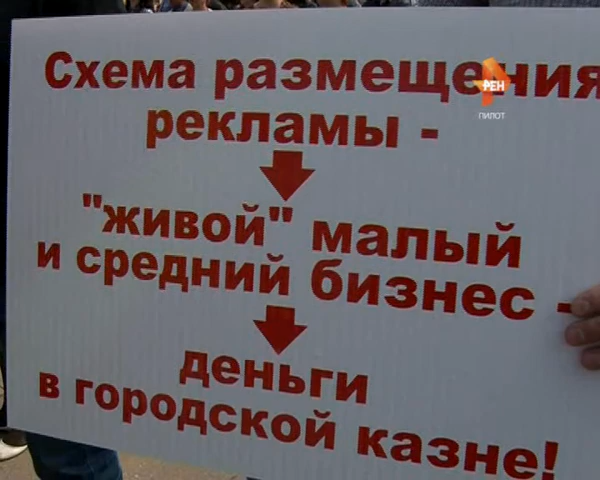 Схема размещения
рекламы -
"живой" малый
и средний бизнес -
деньги
в городской казне!
РЕН
ПИЛОТ